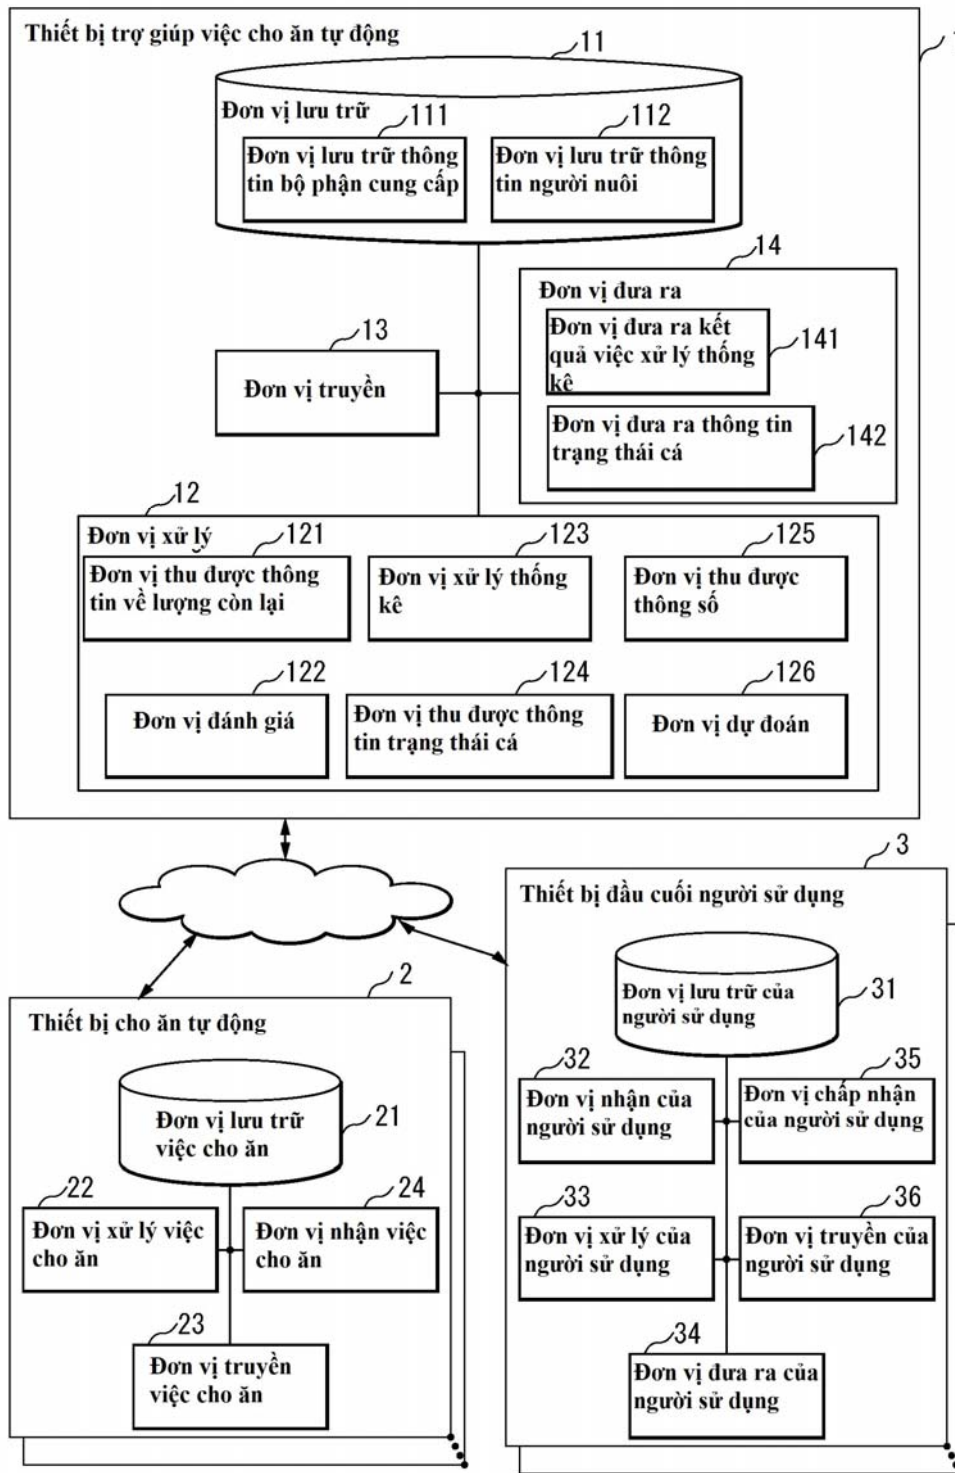 Thiết bị trợ giúp việc cho ăn tự động
1
11
Đơn vị lưu trữ
111
112
Đơn vị lưu trữ thông
tin bộ phận cung cấp
Đơn vị lưu trữ thông
tin người nuôi
14
Đơn vị đưa ra
13
Đơn vị truyền
Đơn vị đưa ra kết
quả việc xử lý thống
kê
141
Đơn vị đưa ra thông tin
trạng thái cá
142
12
Đơn vị xử lý
121
123
125
Đơn vị thu được thông
tin về lượng còn lại
Đơn vị xử lý thống
kê
Đơn vị thu được
thông số
122
124
126
Đơn vị đánh giá
Đơn vị thu được thông
tin trạng thái cá
Đơn vị dự đoán
3
Thiết bị đầu cuối người sử dụng
Đơn vị lưu trữ của
người sử dụng
31
32
35
Đơn vị nhận của
người sử dụng
Đơn vị chấp nhận
của người sử dụng
33
36
Đơn vị xử lý của
người sử dụng
Đơn vị truyền của
người sử dụng
34
Đơn vị đưa ra của
người sử dụng
2
Thiết bị cho ăn tự động
Đơn vị lưu trữ
việc cho ăn
21
22
24
Đơn vị xử lý việc
cho ăn
Đơn vị nhận việc
cho ăn
23
Đơn vị truyền
việc cho ăn